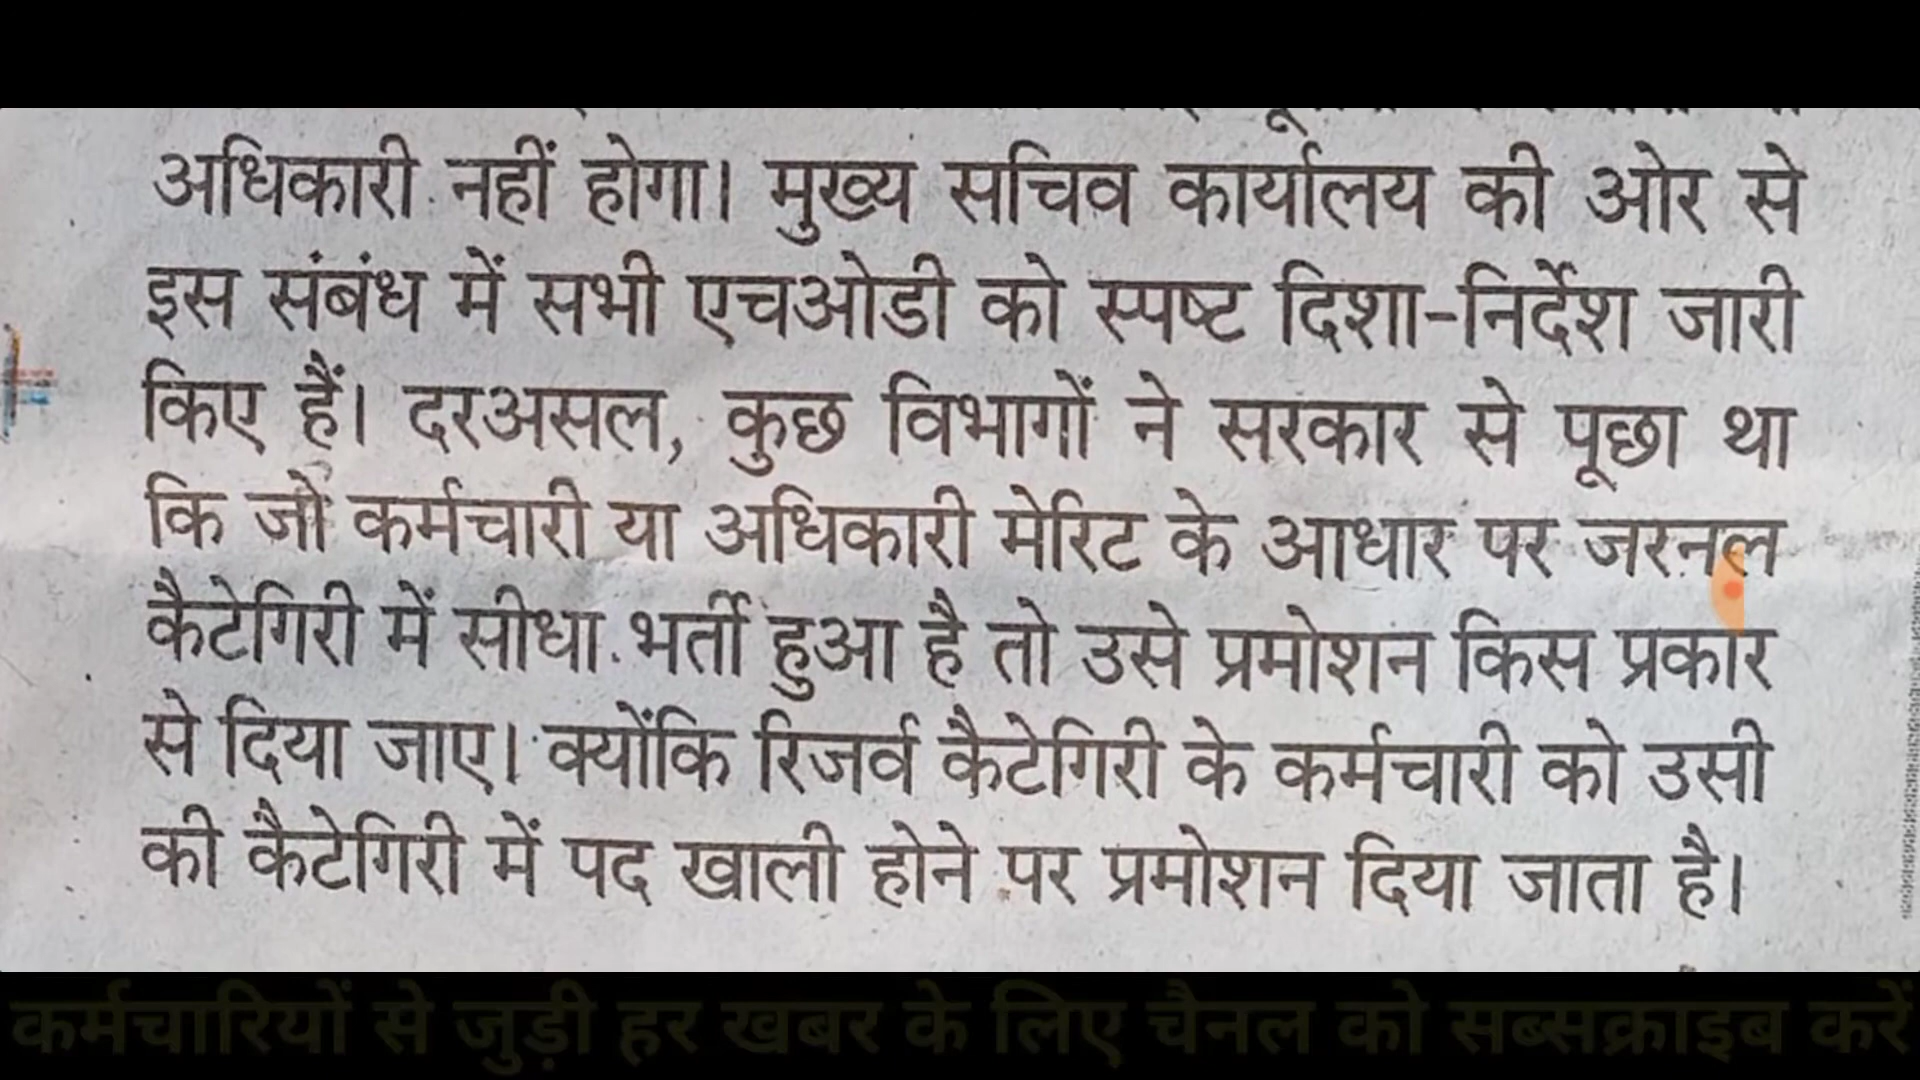 अधिकारी नहीं होगा। मुख्य सचिव कार्यालय की ओर से
इस संबंध में सभी एचओडी को स्पष्ट दिशा-निर्देश जारी
किए हैं। दरअसल, कुछ विभागों ने सरकार से पूछा था
कि जो कर्मचारी या अधिकारी मेरिट के आधार पर जरनल
कैटेगिरी में सीधा भर्ती हुआ है तो उसे प्रमोशन किस प्रकार
से दिया जाए। क्योंकि रिजर्व कैटेगिरी के कर्मचारी को उसी
की कैटेगिरी में पद खाली होने पर प्रमोशन दिया जाता है।
कर्मचारियों से जुड़ी हर खबर के लिए चैनल को सब्सक्राइब करें